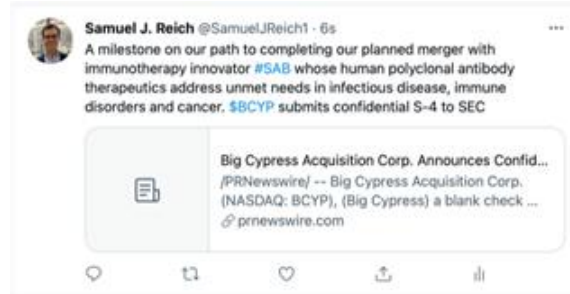 Samuel J. Reich @SamuelJReich1 · 6s
A milestone on our path to completing our planned merger with
immunotherapy innovator #SAB whose human polyclonal antibody
therapeutics address unmet needs in infectious disease, immune
disorders and cancer. $BCYP submits confidential S-4 to SEC
Big Cypress Acquisition Corp. Announces Confid...
/PRNewswire/ -- Big Cypress Acquisition Corp.
(NASDAQ: BCYP), (Big Cypress) a blank check ...
prnewswire.com